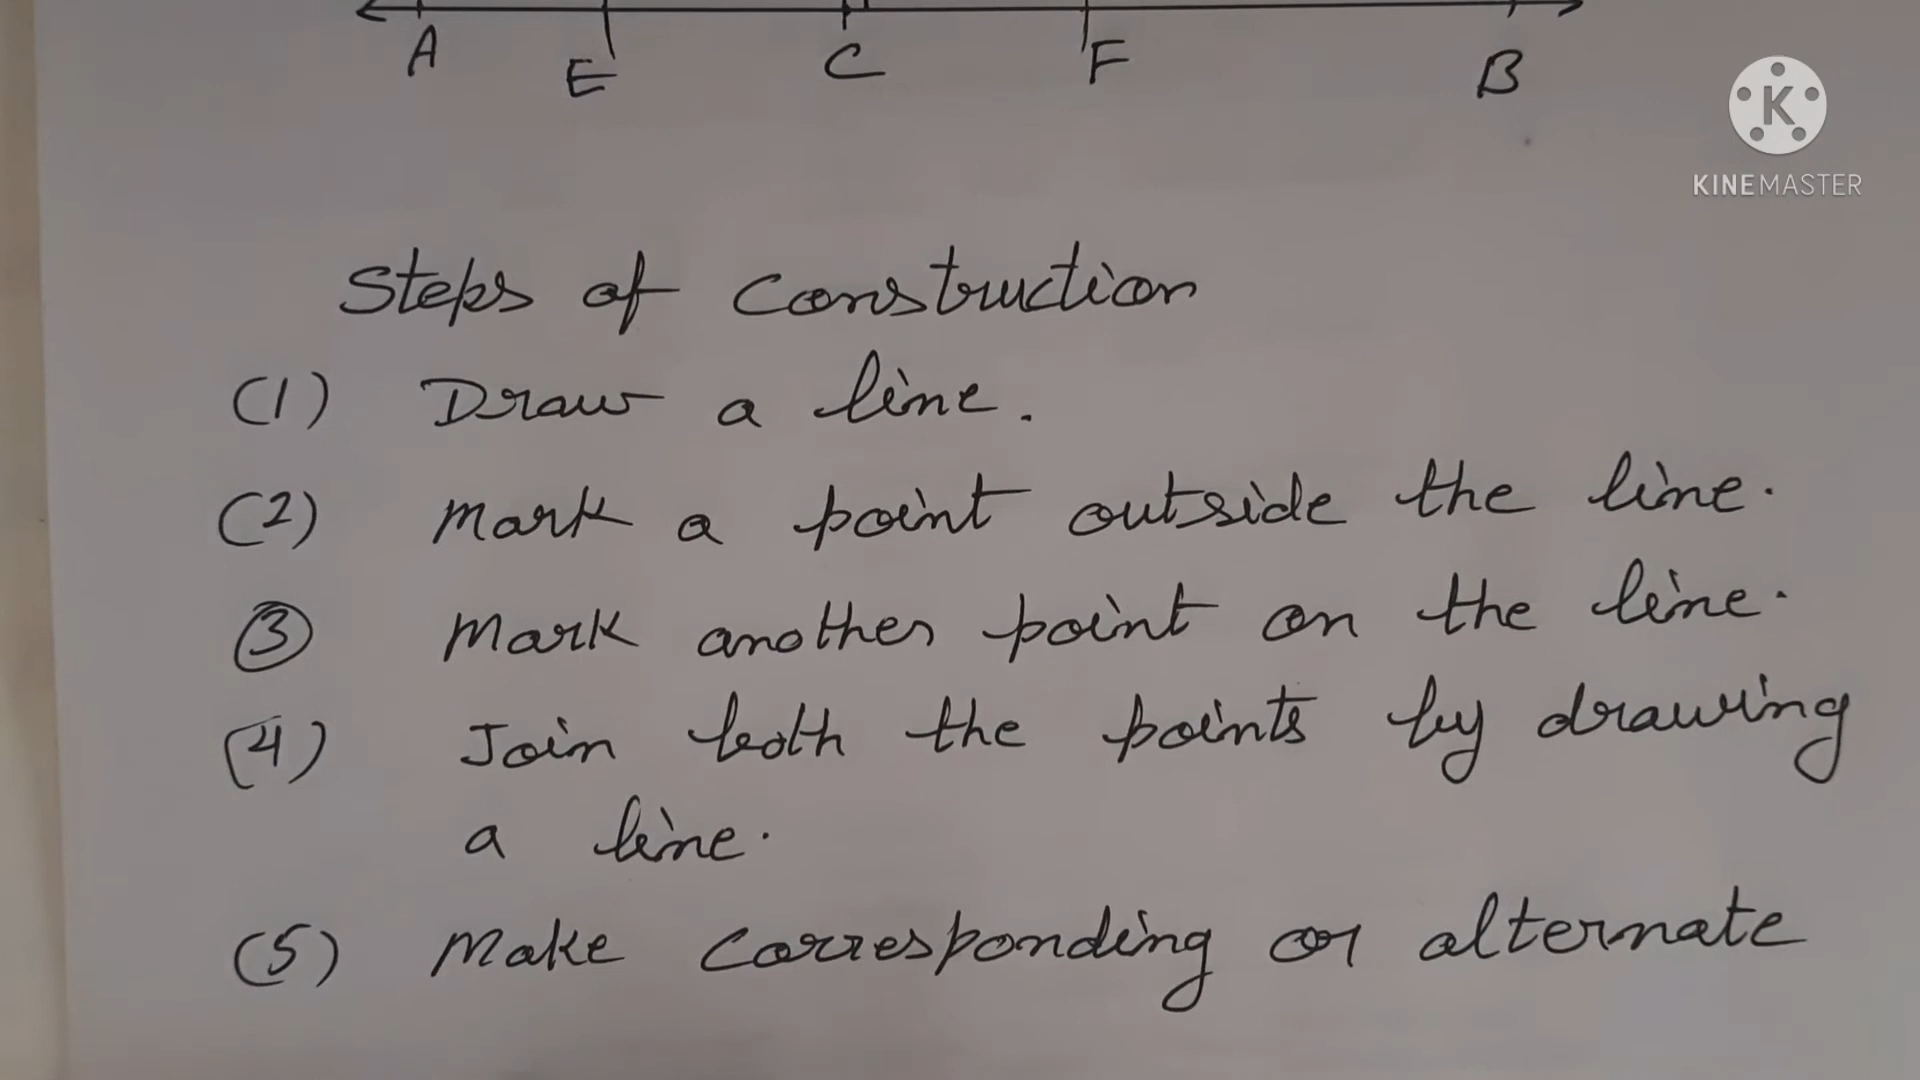 A E C F B
K
KINEMASTER
Steps of Construction
(1) Draw a line.
(2) Mark a point outside the line.
③ Mark another point on the line.
(4) Join both the points by drawing
a line.
(5) Make corresponding or alternate